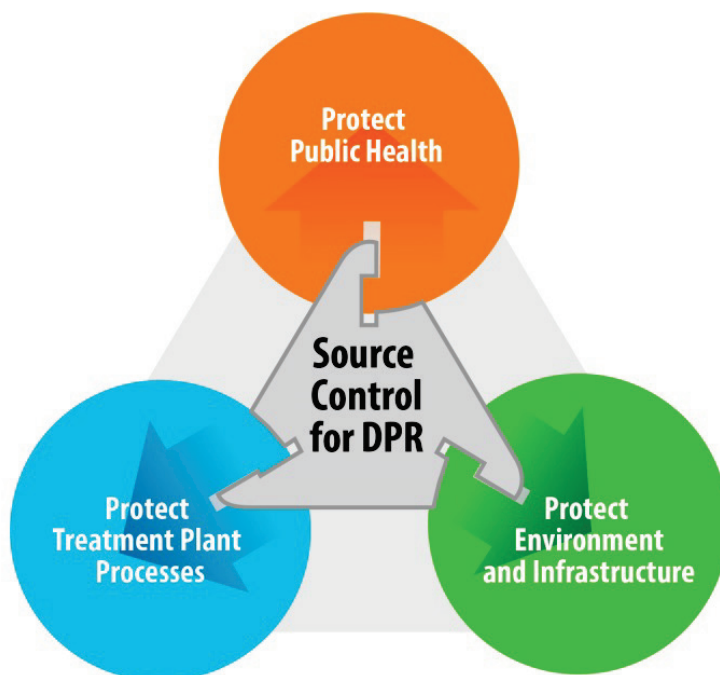 Protect
Public Health
Source
Control
for DPR
Protect
Treatment Plant
Processes
Protect
Environment
and Infrastructure